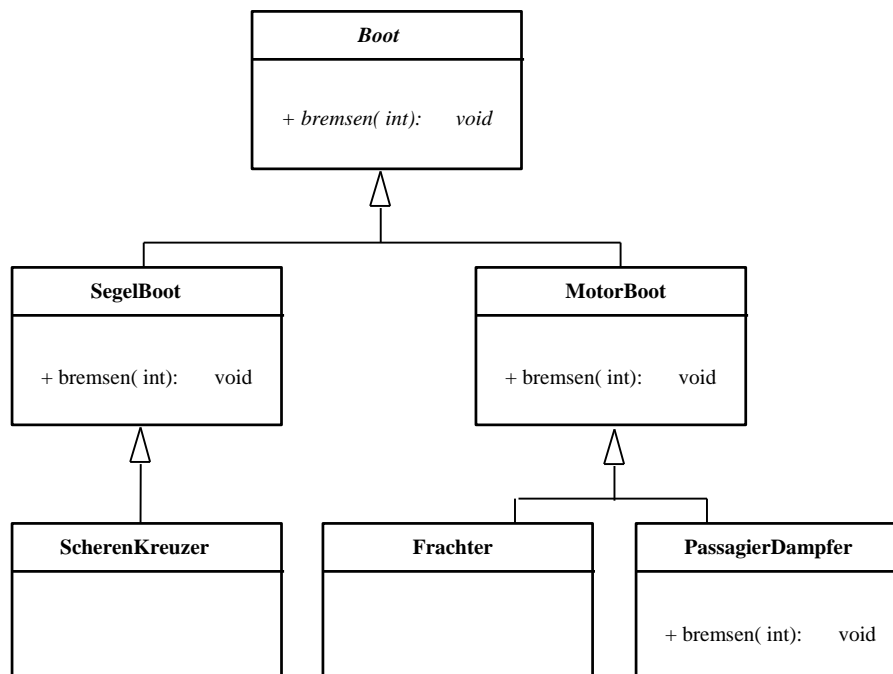 Boot
+ bremsen( int): void
SegelBoot
MotorBoot
+ bremsen( int): void
+ bremsen( int): void
ScherenKreuzer
Frachter
PassagierDampfer
+ bremsen( int): void